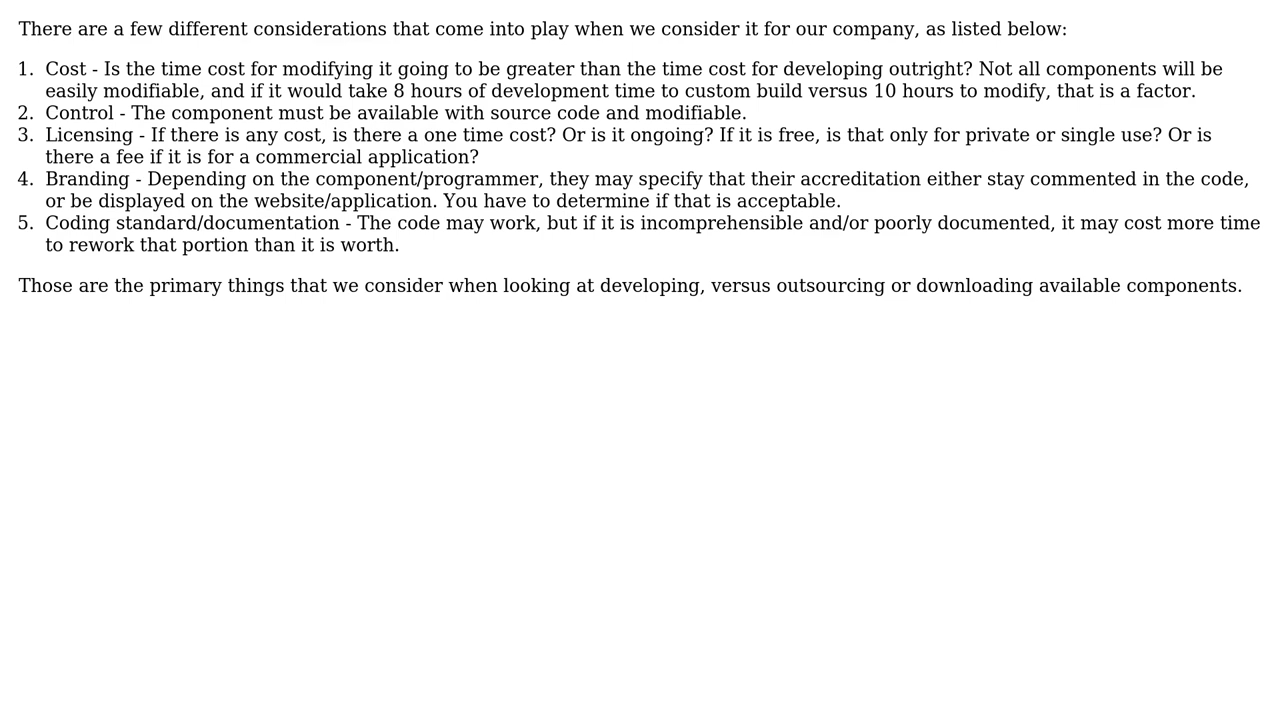 There are a few different considerations that come into play when we consider it for our company, as listed below:
1. Cost - Is the time cost for modifying it going to be greater than the time cost for developing outright? Not all components will be
easily modifiable, and if it would take 8 hours of development time to custom build versus 10 hours to modify, that is a factor.
2. Control - The component must be available with source code and modifiable.
3. Licensing - If there is any cost, is there a one time cost? Or is it ongoing? If it is free, is that only for private or single use? Or is
there a fee if it is for a commercial application?
4. Branding - Depending on the component/programmer, they may specify that their accreditation either stay commented in the code,
or be displayed on the website/application. You have to determine if that is acceptable.
5. Coding standard/documentation - The code may work, but if it is incomprehensible and/or poorly documented, it may cost more time
to rework that portion than it is worth.
Those are the primary things that we consider when looking at developing, versus outsourcing or downloading available components.